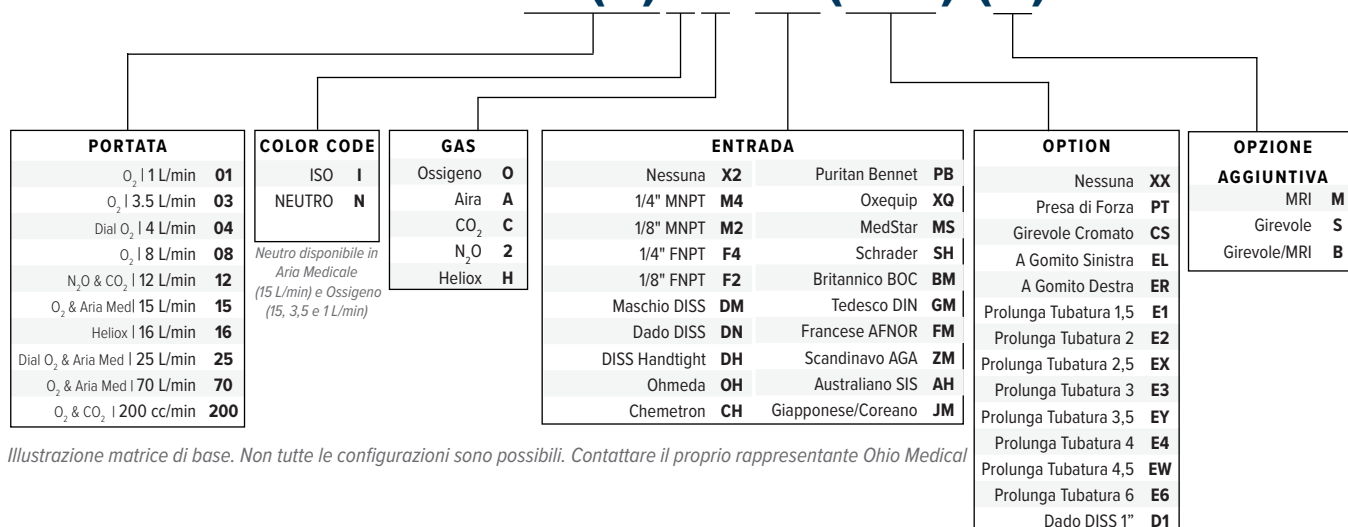 PORTATA
O₂ | 1 L/min 01
O₂ | 3.5 L/min 03
Dial O₂ | 4 L/min 04
O₂ | 8 L/min 08
N₂O & CO₂ | 12 L/min 12
O₂ & Aria Med| 15 L/min 15
Heliox | 16 L/min 16
Dial O₂ & Aria Med | 25 L/min 25
O₂ & Aria Med | 70 L/min 70
O₂ & CO₂ | 200 cc/min 200
COLOR CODE
ISO I
NEUTRO N
Neutro disponibile in
Aria Medicale
(15 L/min) e Ossigeno
(15, 3,5 e 1 L/min)
GAS
Ossigeno O
Aira A
CO₂ C
N₂O 2
Heliox H
ENTRADA
Nessuna X2
1/4" MNPT M4
1/8" MNPT M2
1/4" FNPT F4
1/8" FNPT F2
Maschio DISS DM
Dado DISS DN
DISS Handtight DH
Ohmeda OH
Chemetron CH
Puritan Bennet PB
Oxequip XQ
MedStar MS
Schrader SH
Britannico BOC BM
Tedesco DIN GM
Francese AFNOR FM
Scandinavo AGA ZM
Australiano SIS AH
Giapponese/Coreano JM
OPTION
Nessuna XX
Presa di Forza PT
Girevole Cromato CS
A Gomito Sinistra EL
A Gomito Destra ER
Prolunga Tubatura 1,5 E1
Prolunga Tubatura 2 E2
Prolunga Tubatura 2,5 EX
Prolunga Tubatura 3 E3
Prolunga Tubatura 3,5 EY
Prolunga Tubatura 4 E4
Prolunga Tubatura 4,5 EW
Prolunga Tubatura 6 E6
Dado DISS 1” D1
OPZIONE
AGGIUNTIVA
MRI M
Girevole S
Girevole/MRI B
Illustrazione matrice di base. Non tutte le configurazioni sono possibili. Contattare il proprio rappresentante Ohio Medical